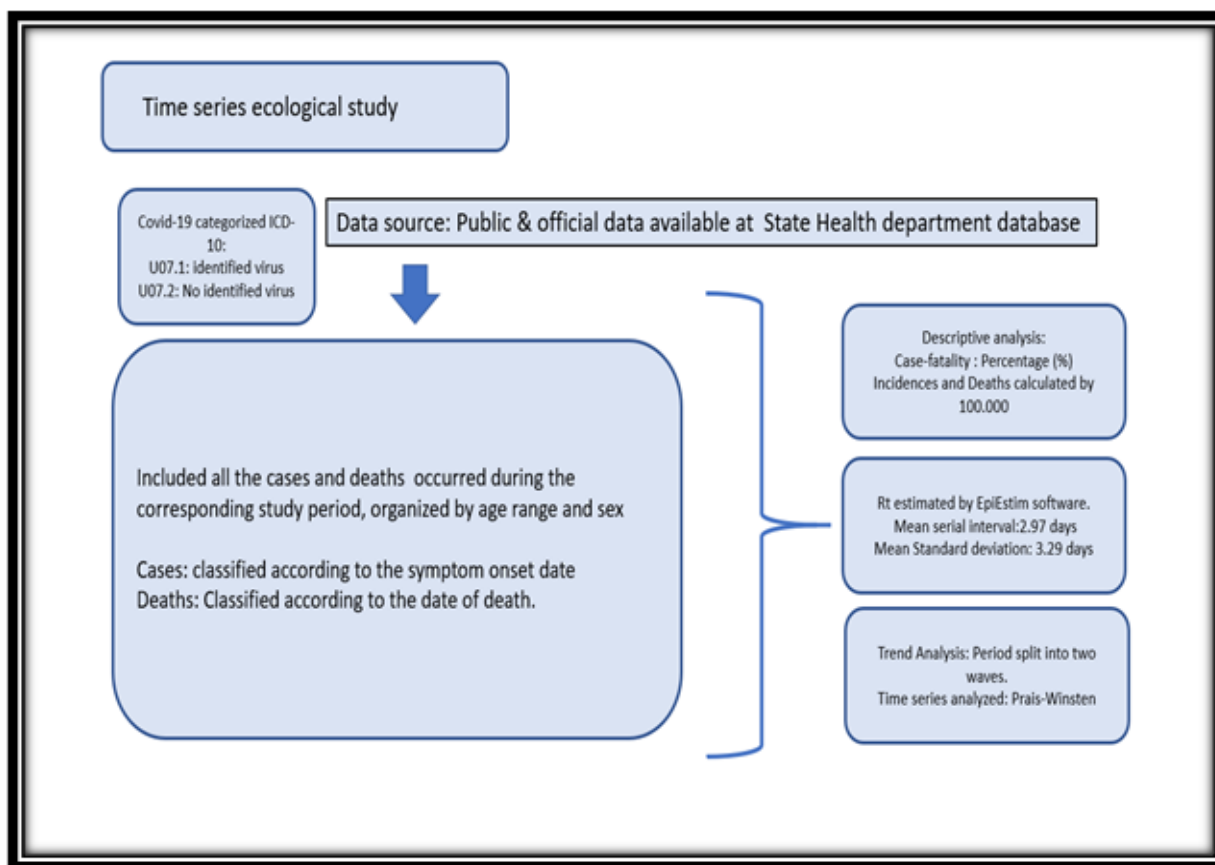 Time series ecological study
Covid-19 categorized ICD-
10:
U07.1: identified virus
U07.2: No identified virus
Data source: Public & official data available at State Health department database
Included all the cases and deaths occurred during the
corresponding study period, organized by age range and sex
Cases: classified according to the symptom onset date
Deaths: Classified according to the date of death.
Descriptive analysis:
Case-fatality : Percentage (%)
Incidences and Deaths calculated by
100.000
Rt estimated by EpiEstim software.
Mean serial interval:2.97 days
Mean Standard deviation: 3.29 days
Trend Analysis: Period split into two
waves.
Time series analyzed: Prais-Winsten